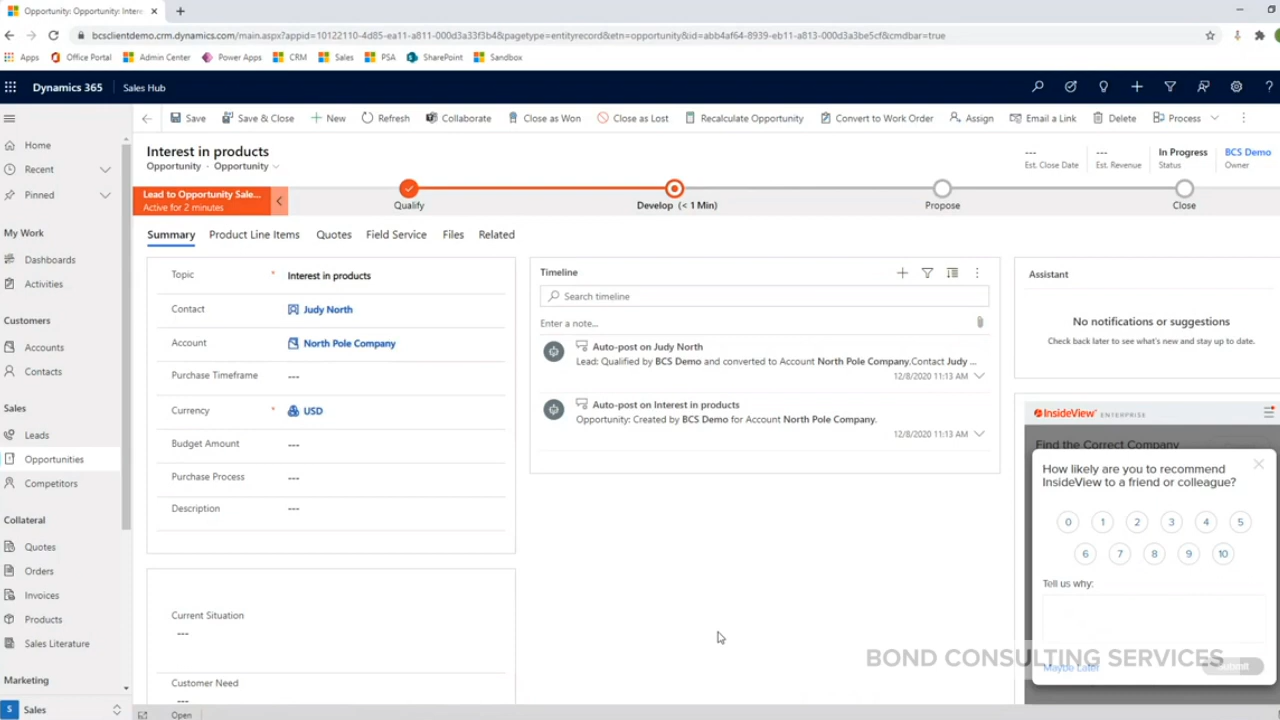 Opportunity: Opportunity: Inter
bcsclientdemo.crm.dynamics.com/main.aspx?appid=10122110-4d85-ea11-a811-000d3a33f3b4&pagetype=entityrecord&etn=opportunity&id=abb4af64-8939-eb11-a813-000d3a3be5cf&cmdbar=true
Apps Office Portal Admin Center Power Apps CRM Sales PSA SharePoint Sandbox
Dynamics 365 Sales Hub
Save Save & Close New Refresh Collaborate Close as Won Close as Lost Recalculate Opportunity Convert to Work Order Assign Email a Link Delete Process
Home
Recent
Pinned
My Work
Dashboards
Activities
Customers
Accounts
Contacts
Sales
Leads
Opportunities
Competitors
Collateral
Quotes
Orders
Invoices
Products
Sales Literature
Marketing
S Sales
Interest in products
Opportunity · Opportunity
--- Est. Close Date
--- Est. Revenue
In Progress Status
BCS Demo Owner
Lead to Opportunity Sale...
Active for 2 minutes
Qualify
Develop (< 1 Min)
Propose
Close
Summary Product Line Items Quotes Field Service Files Related
Topic * Interest in products
Contact Judy North
Account North Pole Company
Purchase Timeframe ---
Currency * USD
Budget Amount ---
Purchase Process ---
Description ---
Current Situation
---
Customer Need
---
Open
Timeline
Search timeline
Enter a note...
Auto-post on Judy North
Lead: Qualified by BCS Demo and converted to Account North Pole Company.Contact Judy ...
12/8/2020 11:13 AM
Auto-post on Interest in products
Opportunity: Created by BCS Demo for Account North Pole Company.
12/8/2020 11:13 AM
Assistant
No notifications or suggestions
Check back later to see what's new and stay up to date.
InsideView ENTERPRISE
Find the Correct Company
How likely are you to recommend
InsideView to a friend or colleague?
0 1 2 3 4 5
6 7 8 9 10
Tell us why:
Maybe Later Submit
BOND CONSULTING SERVICES